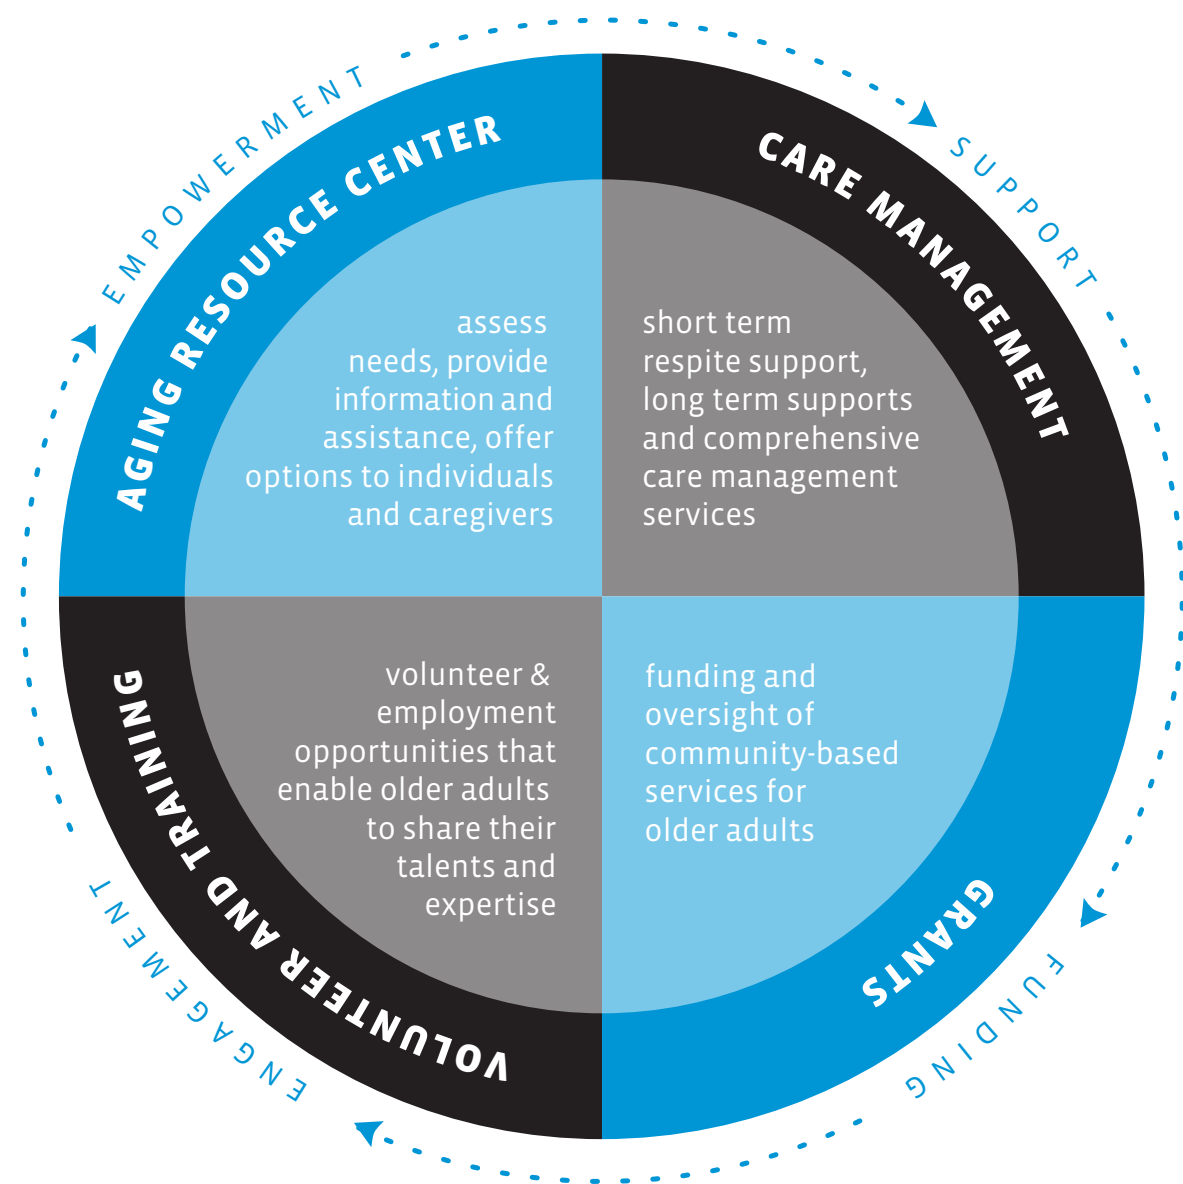 EMPOWERMENT
SUPPORT
FUNDING
ENGAGEMENT
AGING RESOURCE CENTER
assess
needs, provide
information and
assistance, offer
options to individuals
and caregivers
CARE MANAGEMENT
short term
respite support,
long term supports
and comprehensive
care management
services
GRANTS
funding and
oversight of
community-based
services for
older adults
VOLUNTEER AND TRAINING
volunteer &
employment
opportunities that
enable older adults
to share their
talents and
expertise